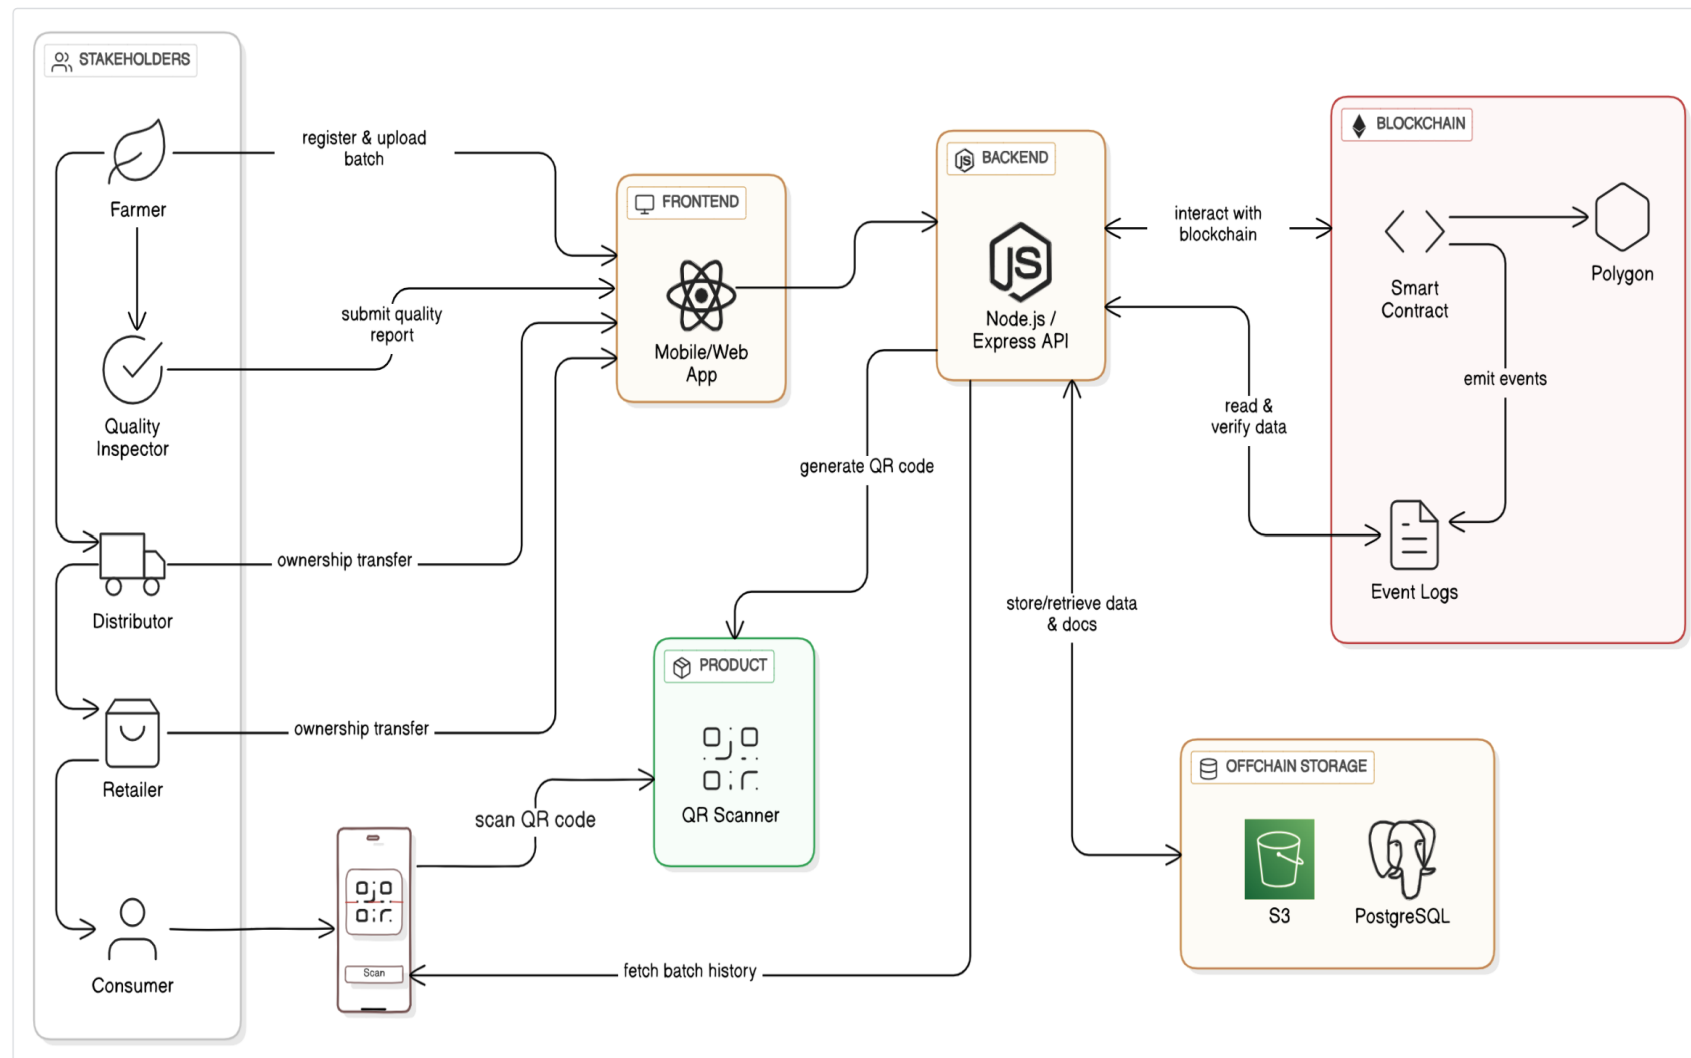 STAKEHOLDERS
Farmer
Quality
Inspector
Distributor
Retailer
Consumer
register & upload
batch
submit quality
report
ownership transfer
ownership transfer
scan QR code
Scan
fetch batch history
FRONTEND
Mobile/Web
App
generate QR code
PRODUCT
QR Scanner
JS
BACKEND
JS
Node.js /
Express API
interact with
blockchain
read &
verify data
store/retrieve data
& docs
BLOCKCHAIN
Smart
Contract
Polygon
emit events
Event Logs
OFFCHAIN STORAGE
S3
PostgreSQL